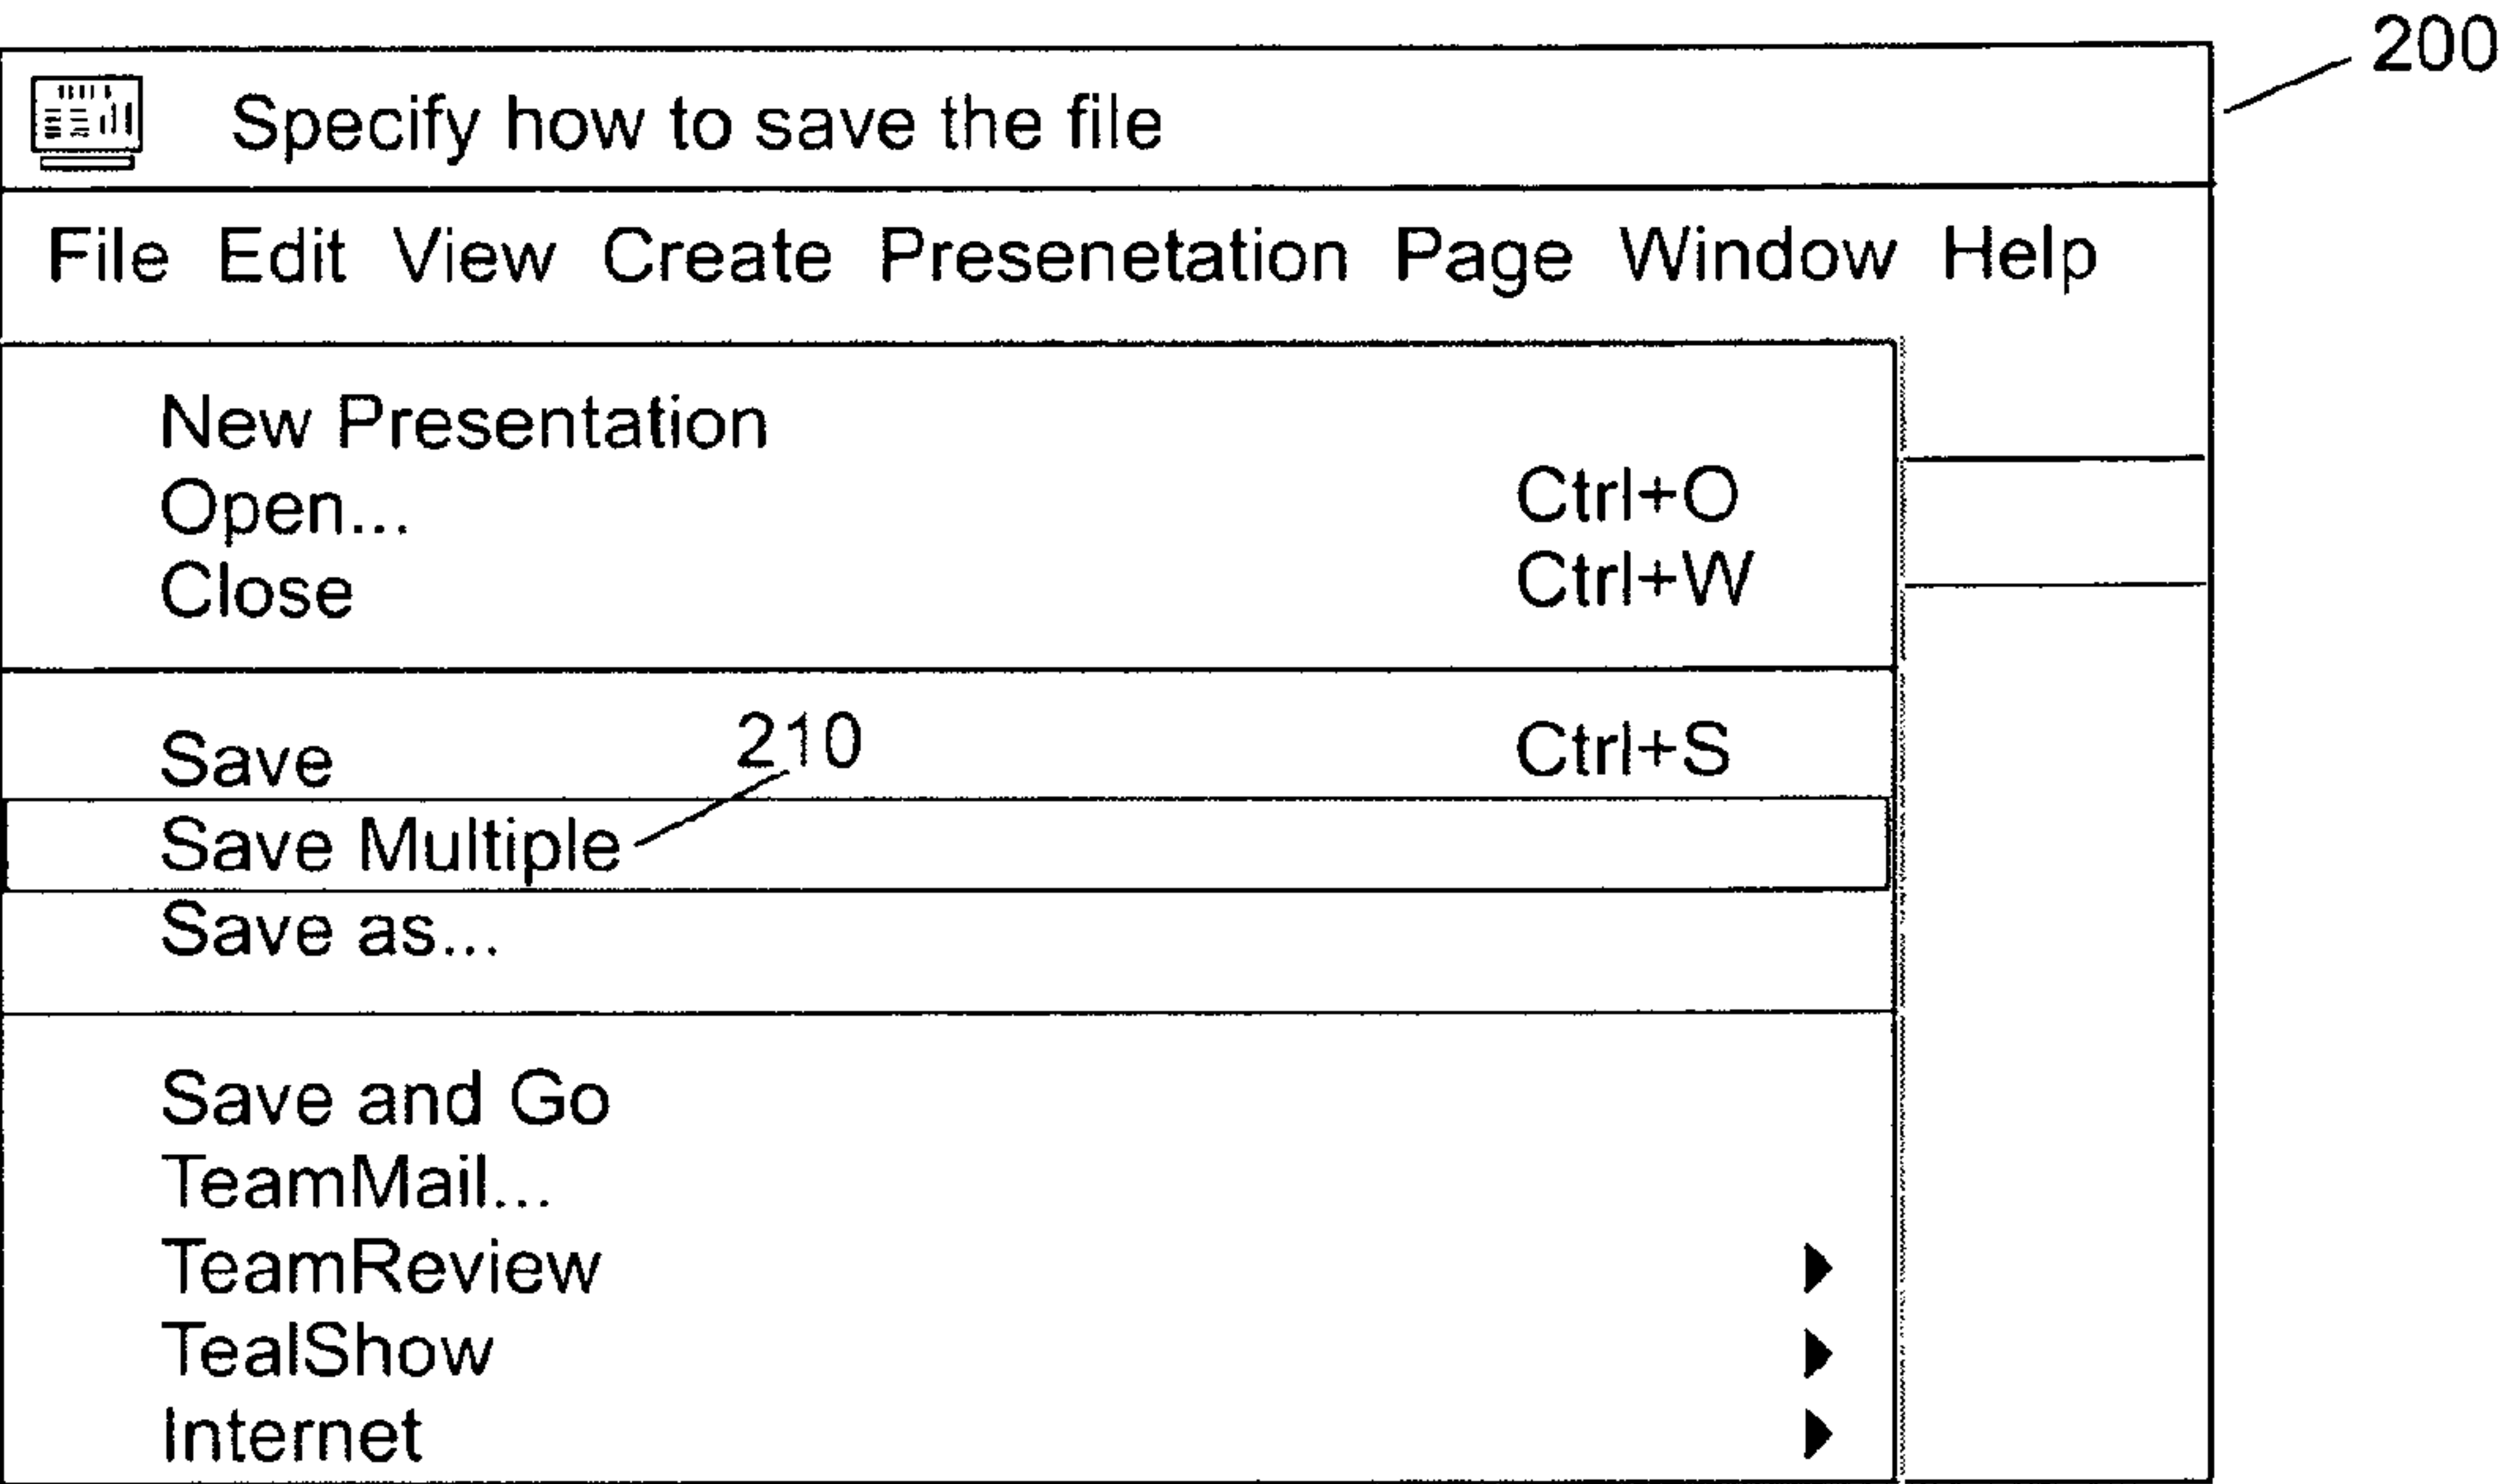 200
Specify how to save the file
File Edit View Create Presenetation Page Window Help
New Presentation
Open... Ctrl+O
Close Ctrl+W
Save 210 Ctrl+S
Save Multiple
Save as...
Save and Go
TeamMail...
TeamReview
TealShow
Internet